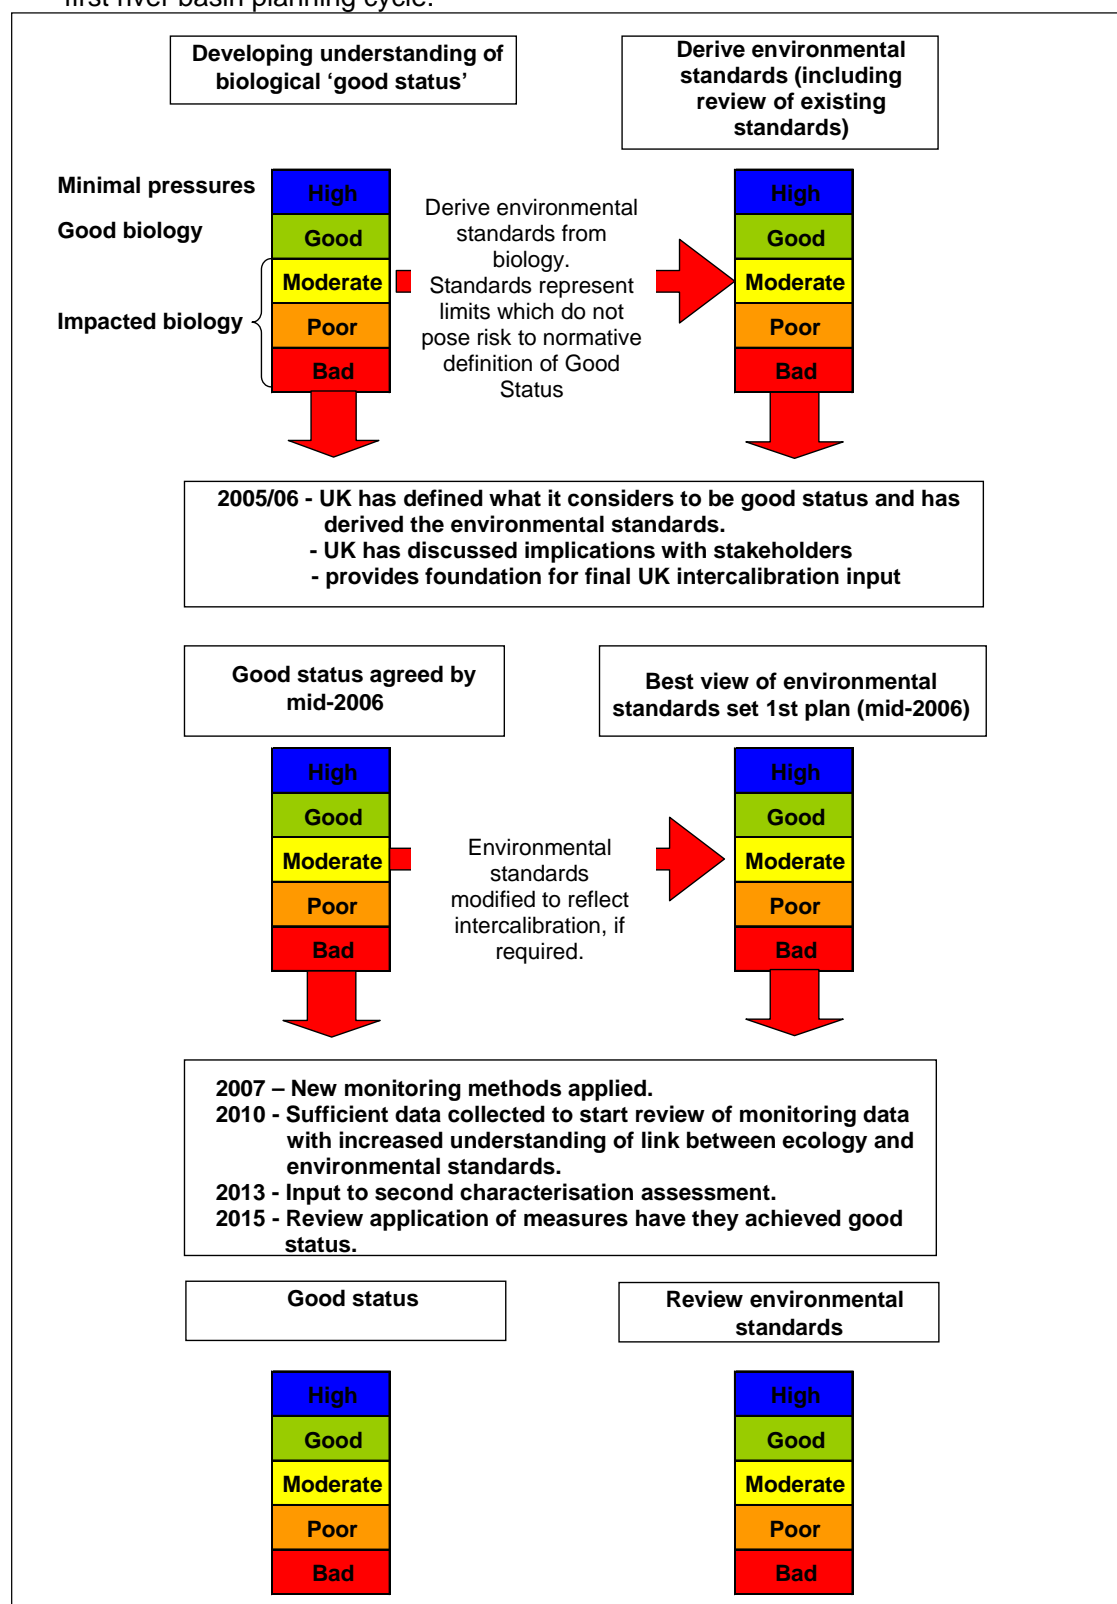 first river basin planning cycle.
Developing understanding of
biological ‘good status’
Derive environmental
standards (including
review of existing
standards)
Minimal pressures
Good biology
Impacted biology
High
Good
Moderate
Poor
Bad
Derive environmental
standards from
biology.
Standards represent
limits which do not
pose risk to normative
definition of Good
Status
High
Good
Moderate
Poor
Bad
2005/06 - UK has defined what it considers to be good status and has
derived the environmental standards.
- UK has discussed implications with stakeholders
- provides foundation for final UK intercalibration input
Good status agreed by
mid-2006
Best view of environmental
standards set 1st plan (mid-2006)
High
Good
Moderate
Poor
Bad
Environmental
standards
modified to reflect
intercalibration, if
required.
High
Good
Moderate
Poor
Bad
2007 – New monitoring methods applied.
2010 - Sufficient data collected to start review of monitoring data
with increased understanding of link between ecology and
environmental standards.
2013 - Input to second characterisation assessment.
2015 - Review application of measures have they achieved good
status.
Good status
Review environmental
standards
High
Good
Moderate
Poor
Bad
High
Good
Moderate
Poor
Bad